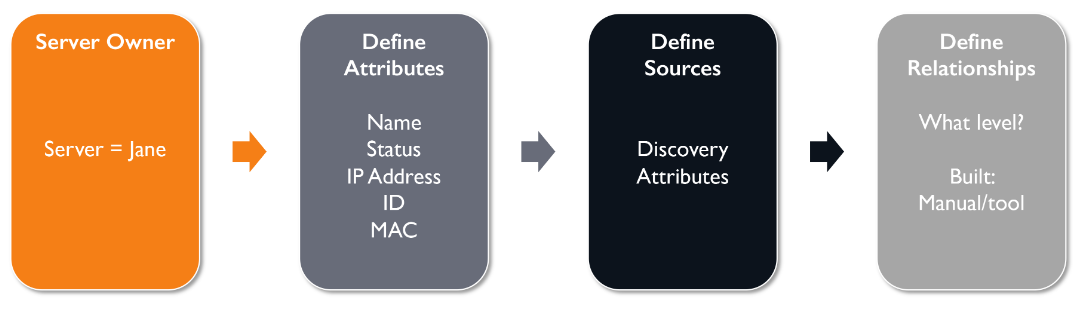 Server Owner
Server = Jane
Define
Attributes
Name
Status
IP Address
ID
MAC
Define
Sources
Discovery
Attributes
Define
Relationships
What level?
Built:
Manual/tool